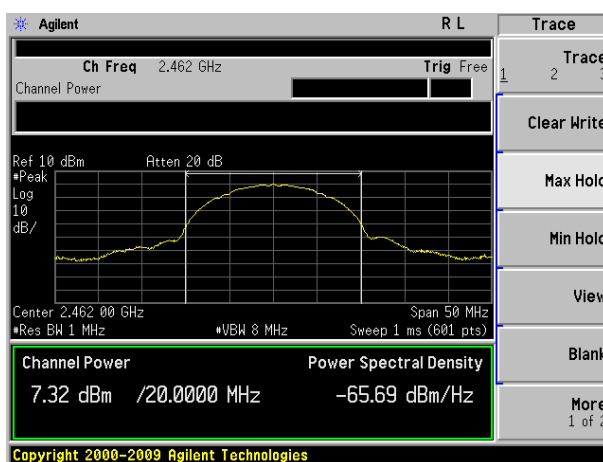 Agilent R L Trace
Ch Freq 2.462 GHz Trig Free
Channel Power
Trace
1 2 3
Clear Write
Max Hold
Min Hold
View
Blank
More
1 of 2
Ref 10 dBm Atten 20 dB
#Peak
Log
10
dB/
Center 2.462 00 GHz Span 50 MHz
#Res BW 1 MHz #VBW 8 MHz Sweep 1 ms (601 pts)
Channel Power Power Spectral Density
7.32 dBm /20.0000 MHz -65.69 dBm/Hz
Copyright 2000-2009 Agilent Technologies